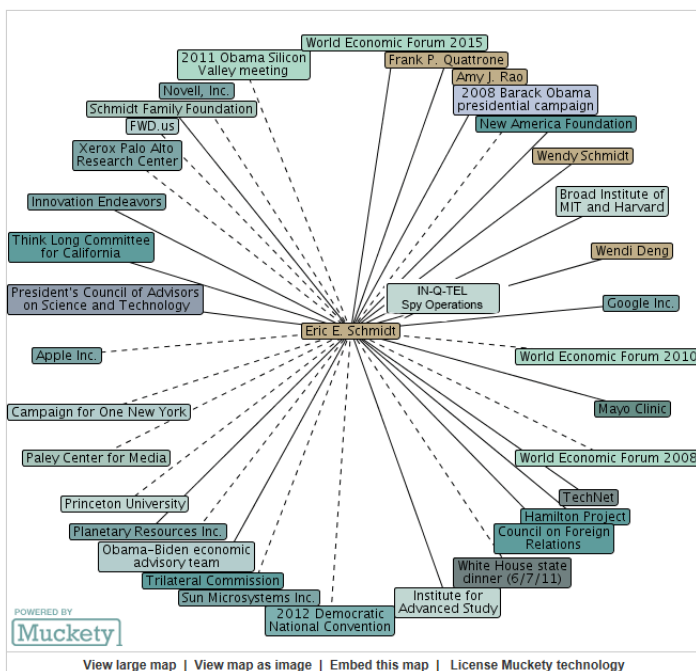 World Economic Forum 2015
2011 Obama Silicon
Valley meeting
Frank P. Quattrone
Amy J. Rao
Novell, Inc.
2008 Barack Obama
presidential campaign
Schmidt Family Foundation
FWD.us
New America Foundation
Xerox Palo Alto
Research Center
Wendy Schmidt
Innovation Endeavors
Broad Institute of
MIT and Harvard
Think Long Committee
for California
Wendi Deng
President's Council of Advisors
on Science and Technology
IN-Q-TEL
Spy Operations
Google Inc.
Eric E. Schmidt
Apple Inc.
World Economic Forum 2010
Campaign for One New York
Mayo Clinic
Paley Center for Media
World Economic Forum 2008
Princeton University
TechNet
Planetary Resources Inc.
Hamilton Project
Obama-Biden economic
advisory team
Council on Foreign
Relations
Trilateral Commission
White House state
dinner (6/7/11)
Sun Microsystems Inc.
Institute for
Advanced Study
2012 Democratic
National Convention
POWERED BY
Muckety
View large map | View map as image | Embed this map | License Muckety technology